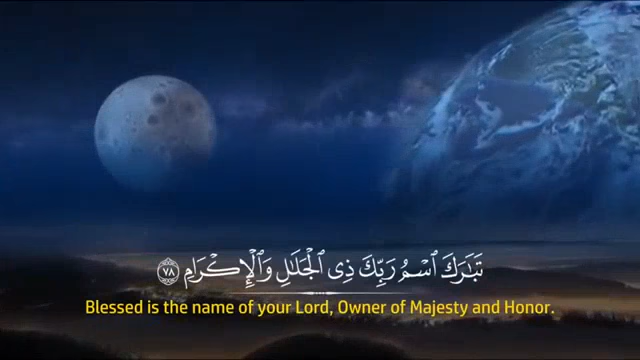 تَبَٰرَكَ ٱسْمُ رَبِّكَ ذِى ٱلْجَلَٰلِ وَٱلْإِكْرَامِ ٧٨
Blessed is the name of your Lord, Owner of Majesty and Honor.